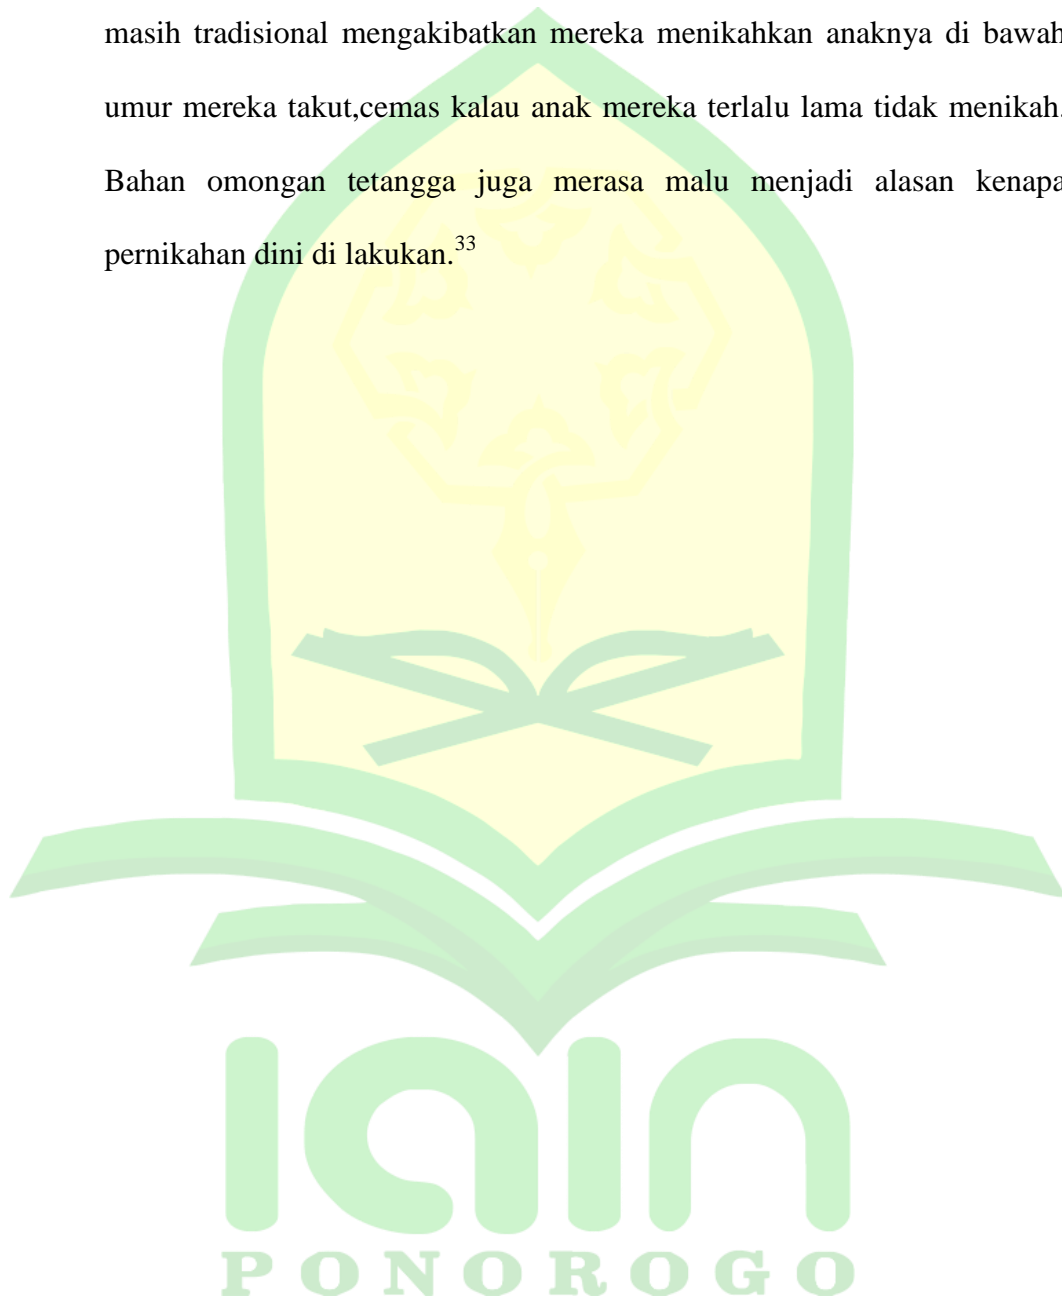 masih tradisional mengakibatkan mereka menikahkan anaknya di bawah
umur mereka takut,cemas kalau anak mereka terlalu lama tidak menikah.
Bahan omongan tetangga juga merasa malu menjadi alasan kenapa
pernikahan dini di lakukan.33
iain
PONOROGO